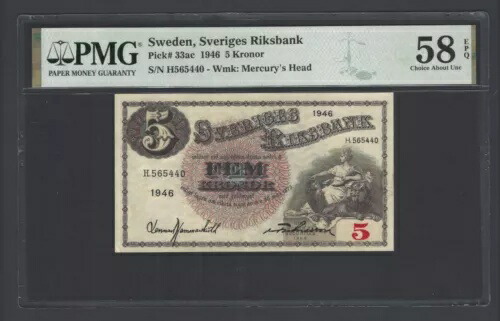 PMG
PAPER MONEY GUARANTY
Sweden, Sveriges Riksbank
Pick# 33ac 1946 5 Kronor
S/N H565440 - Wmk: Mercury's Head
58 EPQ
Choice About Unc
5
SVERIGES
RIKSBANK
1946
H.565440
H.565440
FEM
KRONOR
1946
5